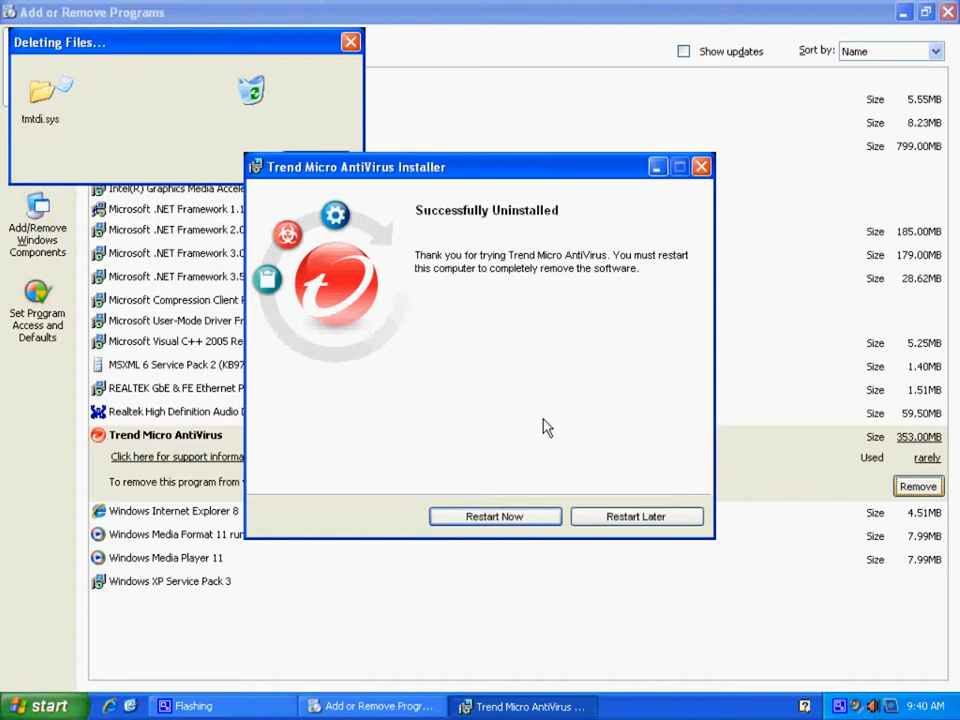 Add or Remove Programs
Deleting Files...
tmtdi.sys
Show updates
Sort by:
Name
Size 5.55MB
Size 8.23MB
Size 799.00MB
Add/Remove
Windows
Components
Set Program
Access and
Defaults
Intel(R) Graphics Media Accele
Microsoft .NET Framework 1.1
Microsoft .NET Framework 2.0
Size 185.00MB
Microsoft .NET Framework 3.0
Size 179.00MB
Microsoft .NET Framework 3.5
Size 28.62MB
Microsoft Compression Client F
Microsoft User-Mode Driver Fr
Microsoft Visual C++ 2005 Re
Size 5.25MB
MSXML 6 Service Pack 2 (KB97
Size 1.40MB
REALTEK GbE & FE Ethernet P
Size 1.51MB
Realtek High Definition Audio D
Size 59.50MB
Trend Micro AntiVirus
Size 353.00MB
Click here for support informa
Used rarely
To remove this program from
Remove
Windows Internet Explorer 8
Size 4.51MB
Windows Media Format 11 run
Size 7.99MB
Windows Media Player 11
Size 7.99MB
Windows XP Service Pack 3
Trend Micro AntiVirus Installer
Successfully Uninstalled
Thank you for trying Trend Micro AntiVirus. You must restart
this computer to completely remove the software.
Restart Now
Restart Later
start
Flashing
Add or Remove Progr...
Trend Micro AntiVirus ...
9:40 AM